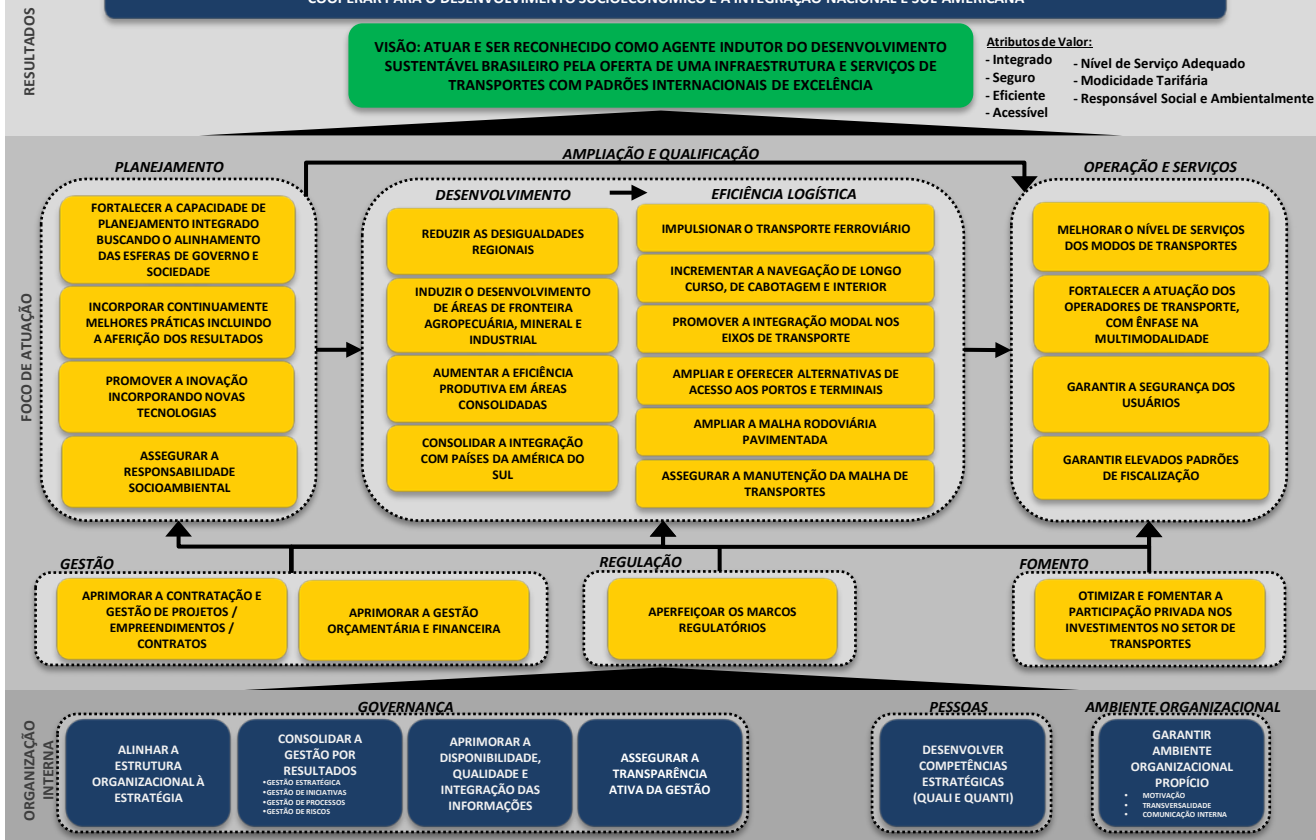 COOPERAR PARA O DESENVOLVIMENTO SOCIOECONÔMICO E A INTEGRAÇÃO NACIONAL E SUL-AMERICANA
RESULTADOS
VISÃO: ATUAR E SER RECONHECIDO COMO AGENTE INDUTOR DO DESENVOLVIMENTO
SUSTENTÁVEL BRASILEIRO PELA OFERTA DE UMA INFRAESTRUTURA E SERVIÇOS DE
TRANSPORTES COM PADRÕES INTERNACIONAIS DE EXCELÊNCIA
Atributos de Valor:
- Integrado
- Seguro
- Eficiente
- Acessível
- Nível de Serviço Adequado
- Modicidade Tarifária
- Responsável Social e Ambientalmente
FOCO DE ATUAÇÃO
AMPLIAÇÃO E QUALIFICAÇÃO
PLANEJAMENTO
FORTALECER A CAPACIDADE DE
PLANEJAMENTO INTEGRADO
BUSCANDO O ALINHAMENTO
DAS ESFERAS DE GOVERNO E
SOCIEDADE
INCORPORAR CONTINUAMENTE
MELHORES PRÁTICAS INCLUINDO
A AFERIÇÃO DOS RESULTADOS
PROMOVER A INOVAÇÃO
INCORPORANDO NOVAS
TECNOLOGIAS
ASSEGURAR A
RESPONSABILIDADE
SOCIOAMBIENTAL
DESENVOLVIMENTO
REDUZIR AS DESIGUALDADES
REGIONAIS
INDUZIR O DESENVOLVIMENTO
DE ÁREAS DE FRONTEIRA
AGROPECUÁRIA, MINERAL E
INDUSTRIAL
AUMENTAR A EFICIÊNCIA
PRODUTIVA EM ÁREAS
CONSOLIDADAS
CONSOLIDAR A INTEGRAÇÃO
COM PAÍSES DA AMÉRICA DO
SUL
EFICIÊNCIA LOGÍSTICA
IMPULSIONAR O TRANSPORTE FERROVIÁRIO
INCREMENTAR A NAVEGAÇÃO DE LONGO
CURSO, DE CABOTAGEM E INTERIOR
PROMOVER A INTEGRAÇÃO MODAL NOS
EIXOS DE TRANSPORTE
AMPLIAR E OFERECER ALTERNATIVAS DE
ACESSO AOS PORTOS E TERMINAIS
AMPLIAR A MALHA RODOVIÁRIA
PAVIMENTADA
ASSEGURAR A MANUTENÇÃO DA MALHA DE
TRANSPORTES
OPERAÇÃO E SERVIÇOS
MELHORAR O NÍVEL DE SERVIÇOS
DOS MODOS DE TRANSPORTES
FORTALECER A ATUAÇÃO DOS
OPERADORES DE TRANSPORTE,
COM ÊNFASE NA
MULTIMODALIDADE
GARANTIR A SEGURANÇA DOS
USUÁRIOS
GARANTIR ELEVADOS PADRÕES
DE FISCALIZAÇÃO
GESTÃO
APRIMORAR A CONTRATAÇÃO E
GESTÃO DE PROJETOS /
EMPREENDIMENTOS /
CONTRATOS
APRIMORAR A GESTÃO
ORÇAMENTÁRIA E FINANCEIRA
REGULAÇÃO
APERFEIÇOAR OS MARCOS
REGULATÓRIOS
FOMENTO
OTIMIZAR E FOMENTAR A
PARTICIPAÇÃO PRIVADA NOS
INVESTIMENTOS NO SETOR DE
TRANSPORTES
ORGANIZAÇÃO
INTERNA
GOVERNANÇA
ALINHAR A
ESTRUTURA
ORGANIZACIONAL À
ESTRATÉGIA
CONSOLIDAR A
GESTÃO POR
RESULTADOS
•GESTÃO ESTRATÉGICA
•GESTÃO DE INICIATIVAS
•GESTÃO DE PROCESSOS
•GESTÃO DE RISCOS
APRIMORAR A
DISPONIBILIDADE,
QUALIDADE E
INTEGRAÇÃO DAS
INFORMAÇÕES
ASSEGURAR A
TRANSPARÊNCIA
ATIVA DA GESTÃO
PESSOAS
DESENVOLVER
COMPETÊNCIAS
ESTRATÉGICAS
(QUALI E QUANTI)
AMBIENTE ORGANIZACIONAL
GARANTIR
AMBIENTE
ORGANIZACIONAL
PROPÍCIO
• MOTIVAÇÃO
• TRANSVERSALIDADE
• COMUNICAÇÃO INTERNA